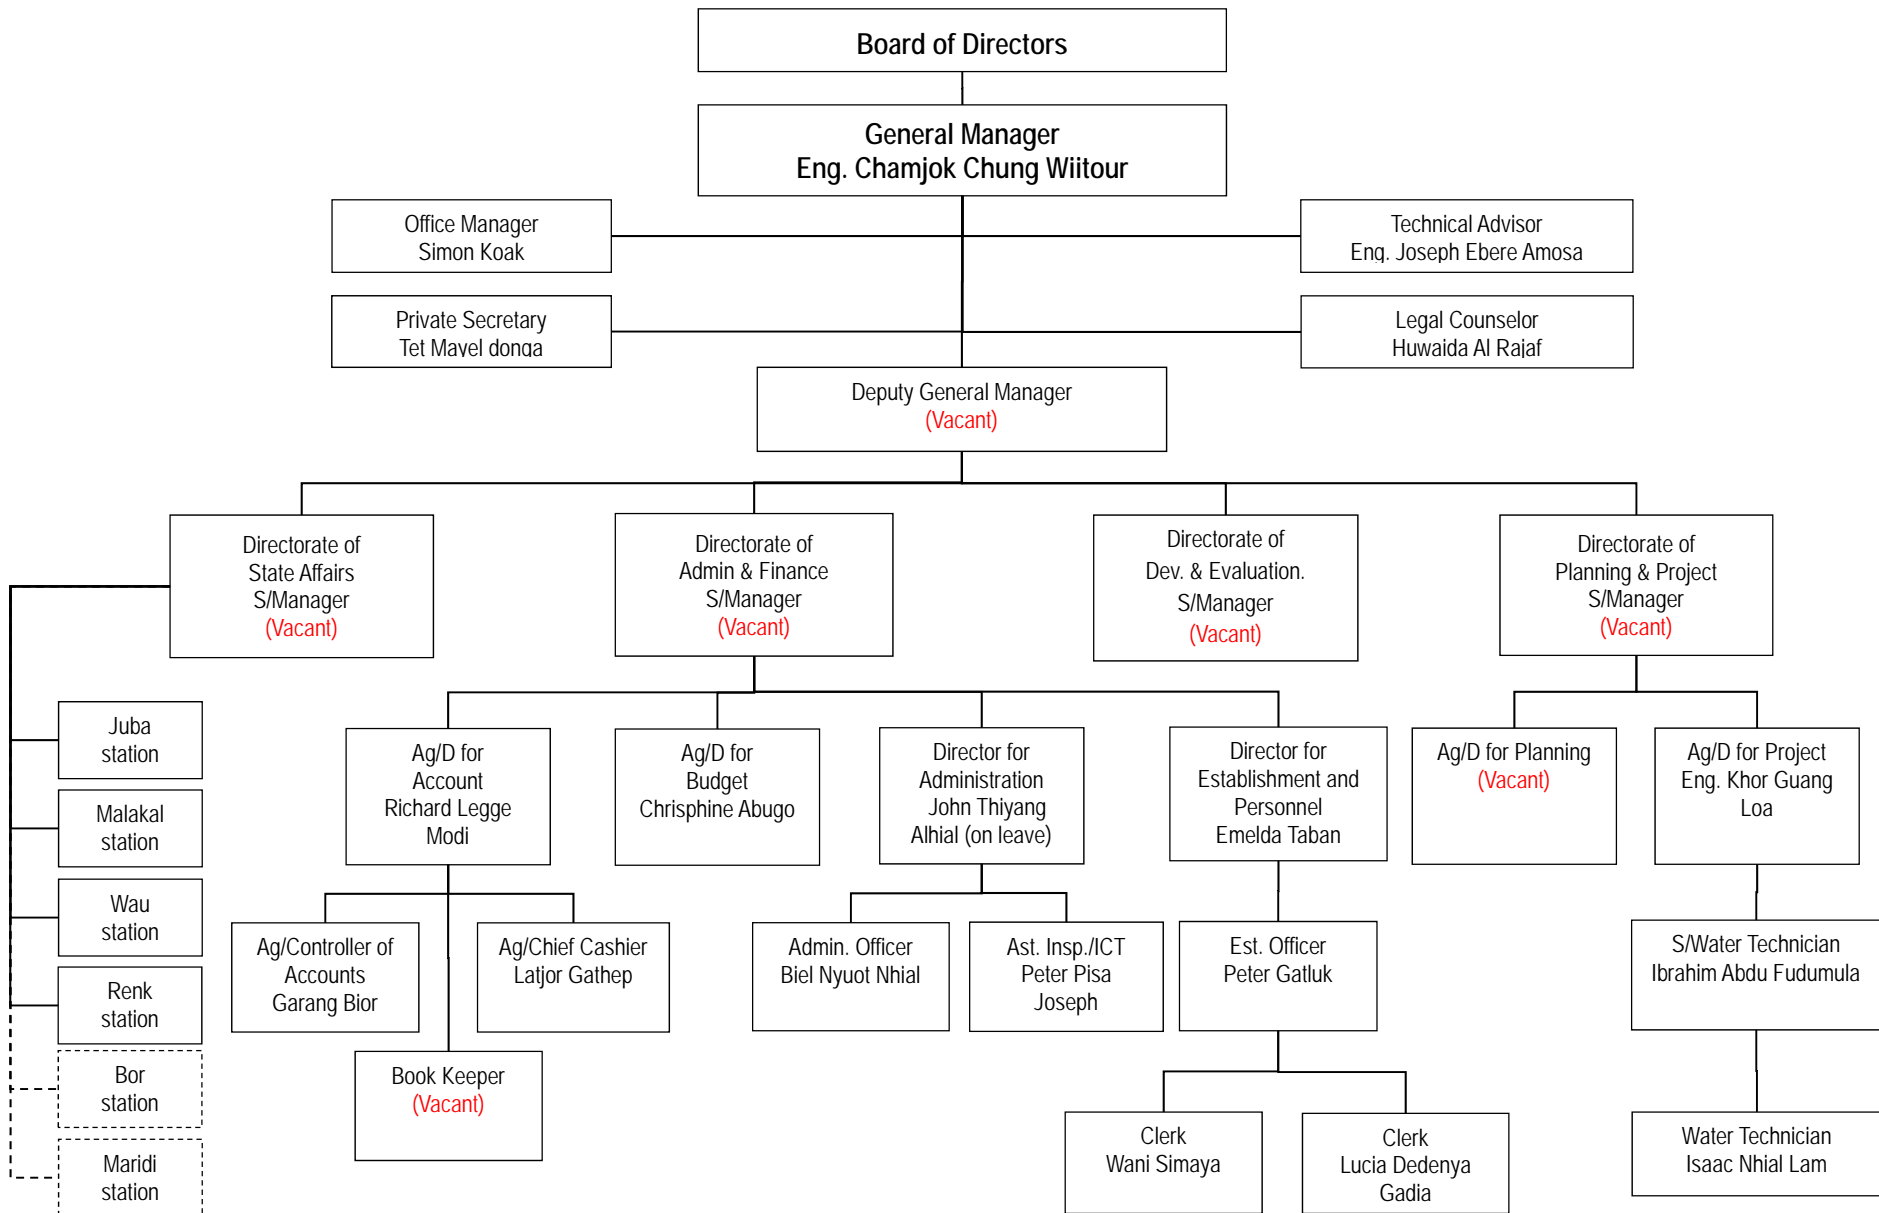 Board of Directors
General Manager
Eng. Chamjok Chung Wiitour
Office Manager
Simon Koak
Technical Advisor
Eng. Joseph Ebere Amosa
Private Secretary
Tet Mayel donga
Legal Counselor
Huwaida Al Rajaf
Deputy General Manager
(Vacant)
Directorate of
State Affairs
S/Manager
(Vacant)
Directorate of
Admin & Finance
S/Manager
(Vacant)
Directorate of
Dev. & Evaluation.
S/Manager
(Vacant)
Directorate of
Planning & Project
S/Manager
(Vacant)
Juba
station
Malakal
station
Wau
station
Renk
station
Bor
station
Maridi
station
Ag/D for
Account
Richard Legge
Modi
Ag/D for
Budget
Chrisphine Abugo
Director for
Administration
John Thiyang
Alhial (on leave)
Director for
Establishment and
Personnel
Emelda Taban
Ag/D for Planning
(Vacant)
Ag/D for Project
Eng. Khor Guang
Loa
Ag/Controller of
Accounts
Garang Bior
Ag/Chief Cashier
Latjor Gathep
Book Keeper
(Vacant)
Admin. Officer
Biel Nyuot Nhial
Ast. Insp./ICT
Peter Pisa
Joseph
Est. Officer
Peter Gatluk
S/Water Technician
Ibrahim Abdu Fudumula
Clerk
Wani Simaya
Clerk
Lucia Dedenya
Gadia
Water Technician
Isaac Nhial Lam